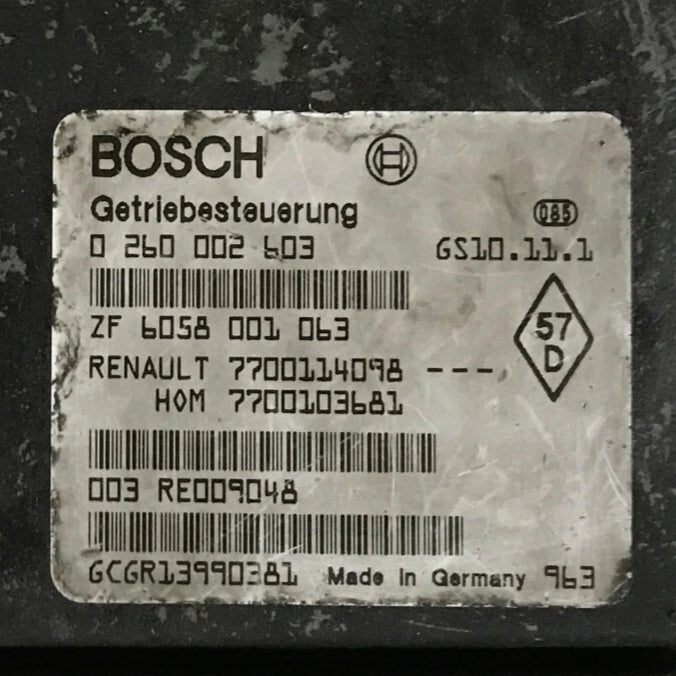 BOSCH
Getriebesteuerung
085
0 260 002 603 GS10.11.1
ZF 6058 001 063
57
D
RENAULT 7700114098 ---
HOM 7700103681
003 RE009048
GCGR13990381 Made in Germany 963